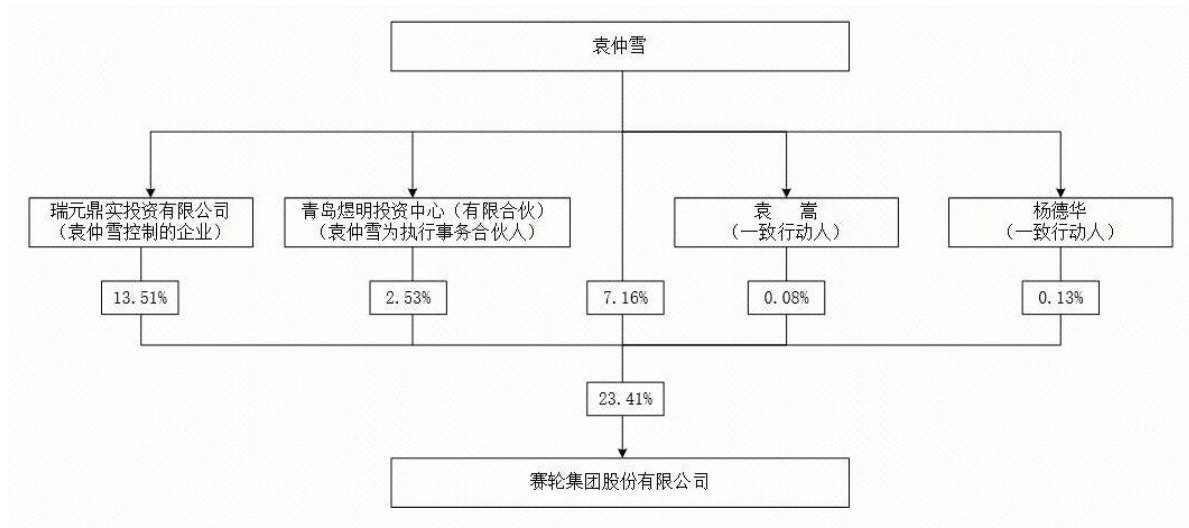 袁仲雪
瑞元鼎实投资有限公司
（袁仲雪控制的企业）
青岛煜明投资中心（有限合伙）
（袁仲雪为执行事务合伙人）
袁　嵩
（一致行动人）
杨德华
（一致行动人）
13.51%
2.53%
7.16%
0.08%
0.13%
23.41%
赛轮集团股份有限公司